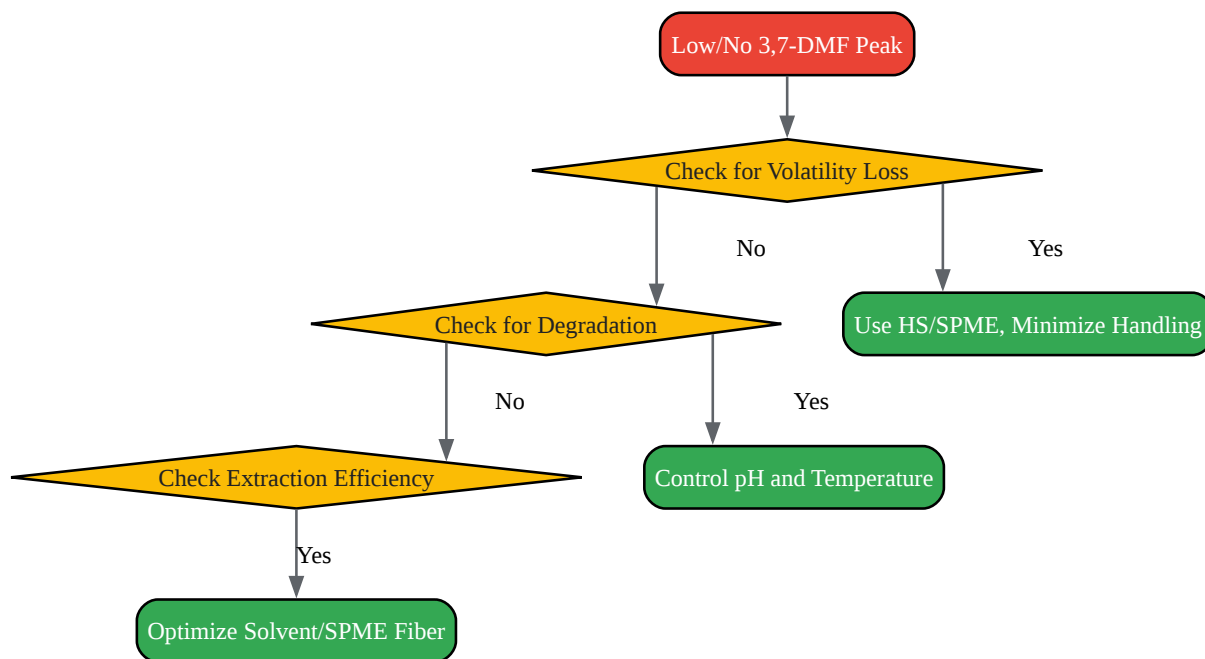 Low/No 3,7-DMF Peak
Check for Volatility Loss
No
Yes
Check for Degradation
Use HS/SPME, Minimize Handling
No
Yes
Check Extraction Efficiency
Control pH and Temperature
Yes
Optimize Solvent/SPME Fiber